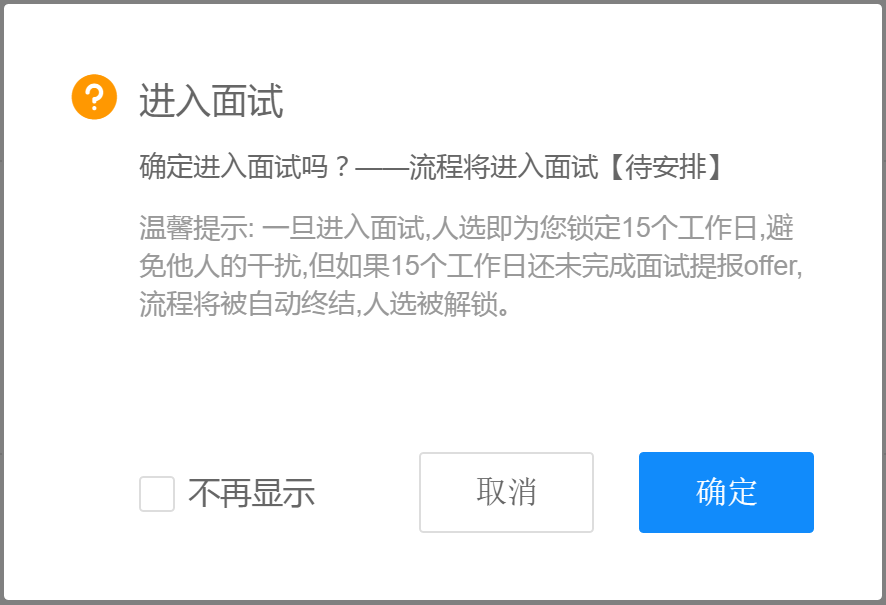 进入面试
确定进入面试吗？——流程将进入面试【待安排】
温馨提示: 一旦进入面试,人选即为您锁定15个工作日,避
免他人的干扰,但如果15个工作日还未完成面试提报offer,
流程将被自动终结,人选被解锁。
不再显示
取消
确定